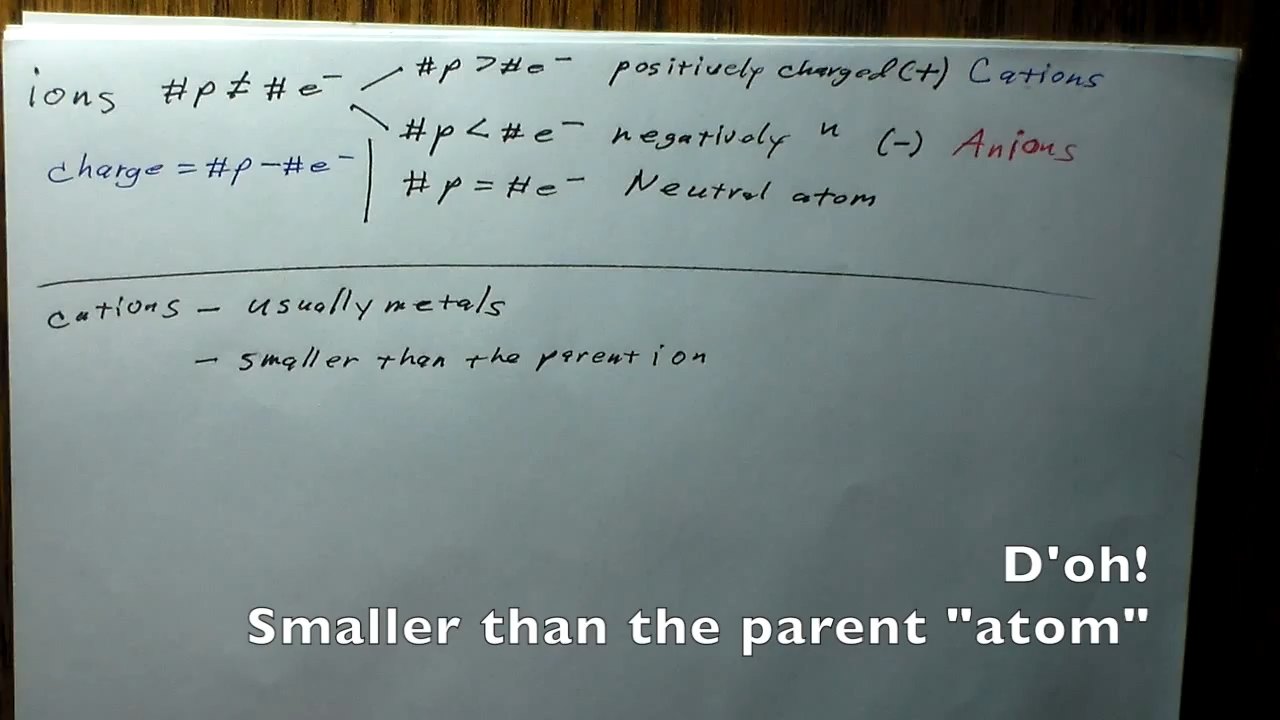 ions #p≠#e⁻ #p>#e⁻ positively charged (+) Cations
#p<#e⁻ negatively " (-) Anions
charge = #p-#e⁻
#p=#e⁻ Neutral atom
cations - usually metals
- smaller than the parent ion
D'oh!
Smaller than the parent "atom"